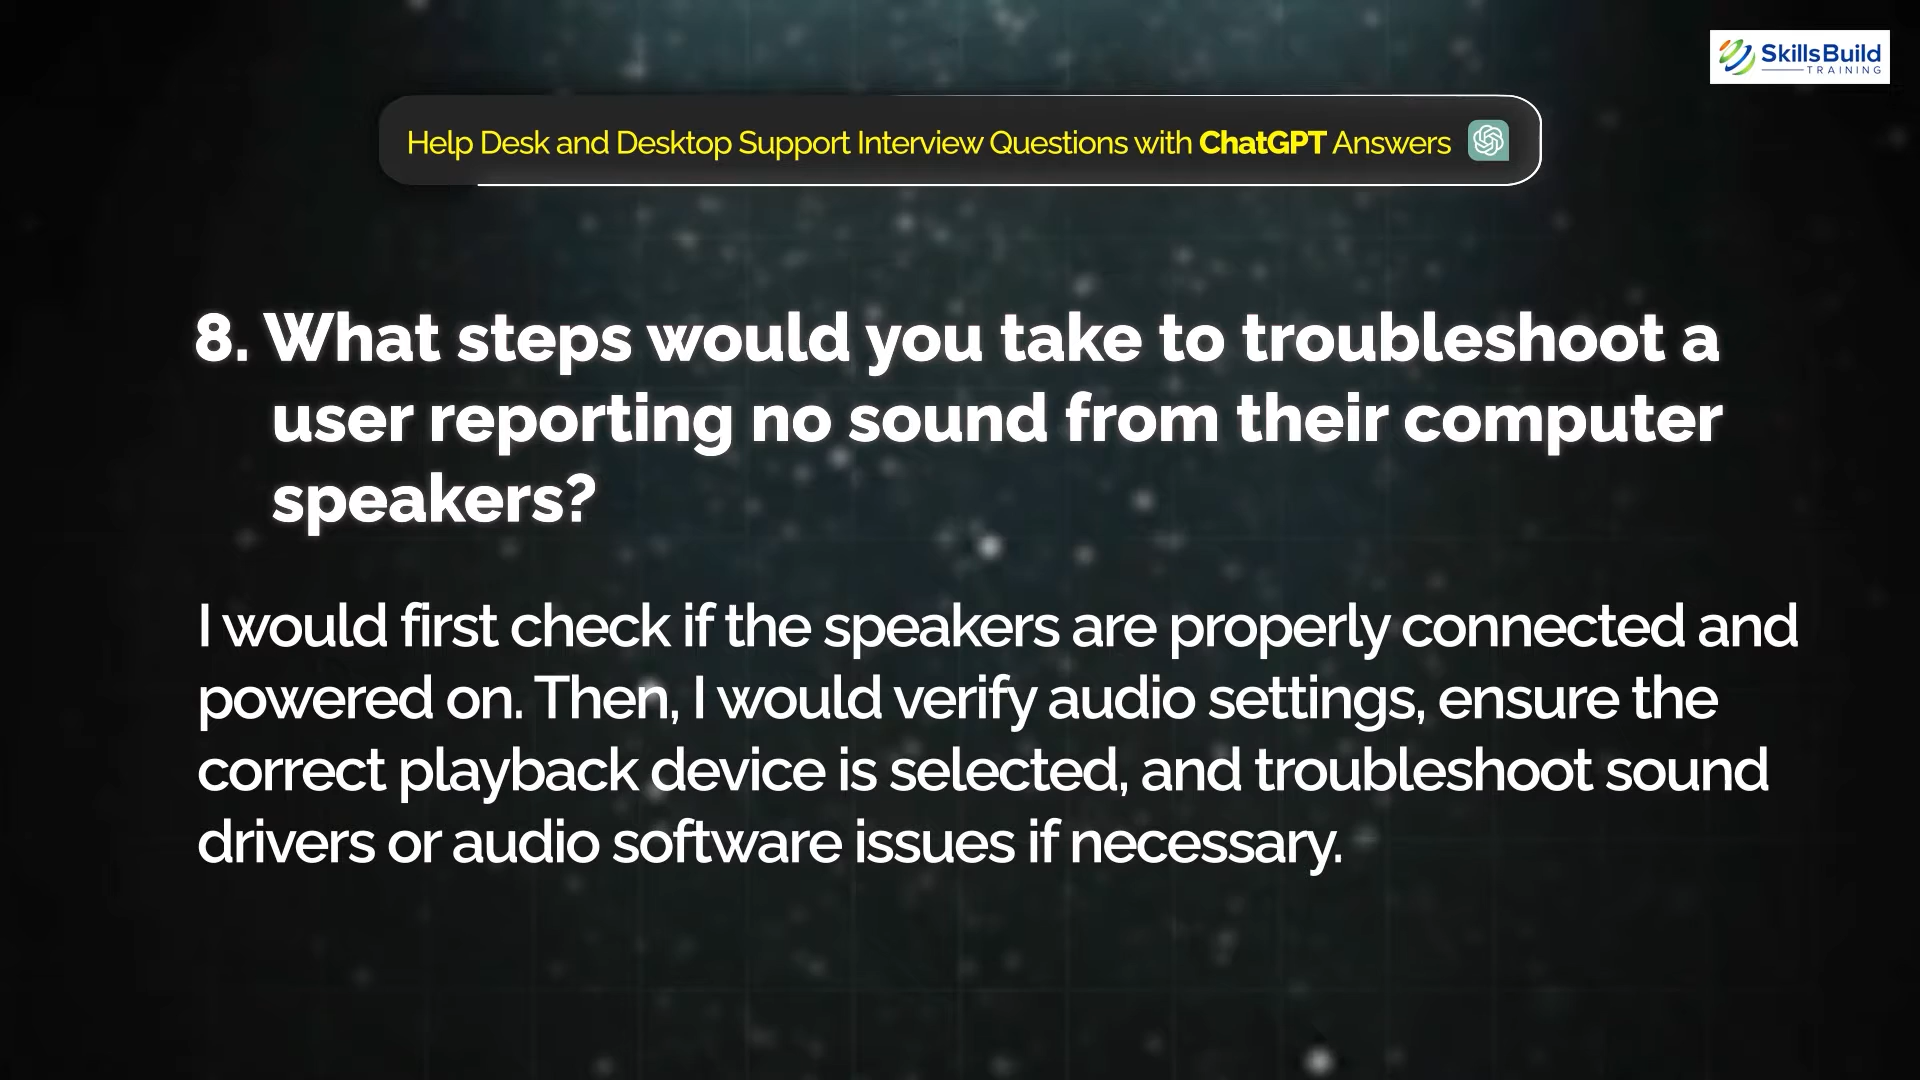 SkillsBuild
TRAINING
Help Desk and Desktop Support Interview Questions with ChatGPT Answers
8. What steps would you take to troubleshoot a
user reporting no sound from their computer
speakers?
I would first check if the speakers are properly connected and
powered on. Then, I would verify audio settings, ensure the
correct playback device is selected, and troubleshoot sound
drivers or audio software issues if necessary.